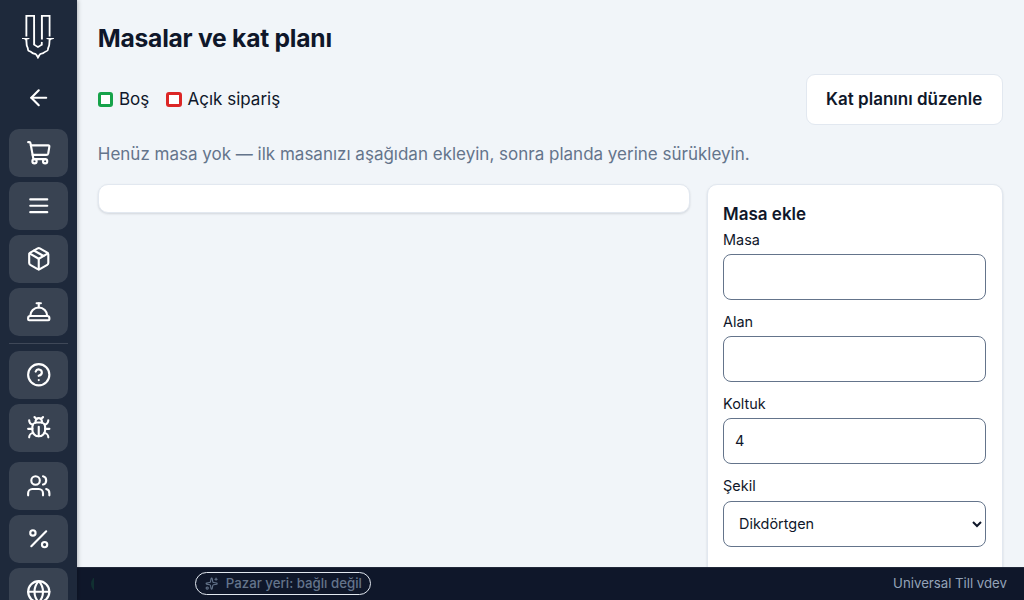 Masalar ve kat planı
Boş
Açık sipariş
Kat planını düzenle
Henüz masa yok — ilk masanızı aşağıdan ekleyin, sonra planda yerine sürükleyin.
Masa ekle
Masa
Alan
Koltuk
4
Şekil
Dikdörtgen
Pazar yeri: bağlı değil
Universal Till vdev